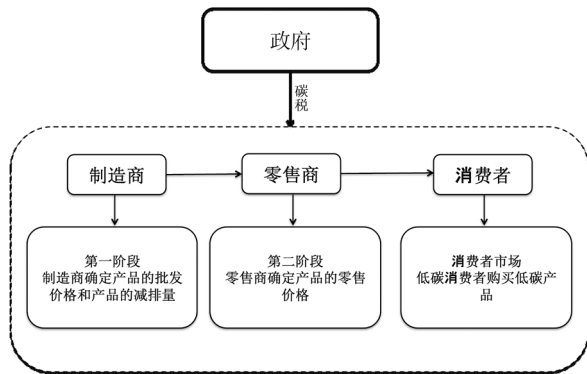 政府
碳
税
制造商
零售商
消费者
第一阶段
制造商确定产品的批发
价格和产品的减排量
第二阶段
零售商确定产品的零售
价格
消费者市场
低碳消费者购买低碳产
品